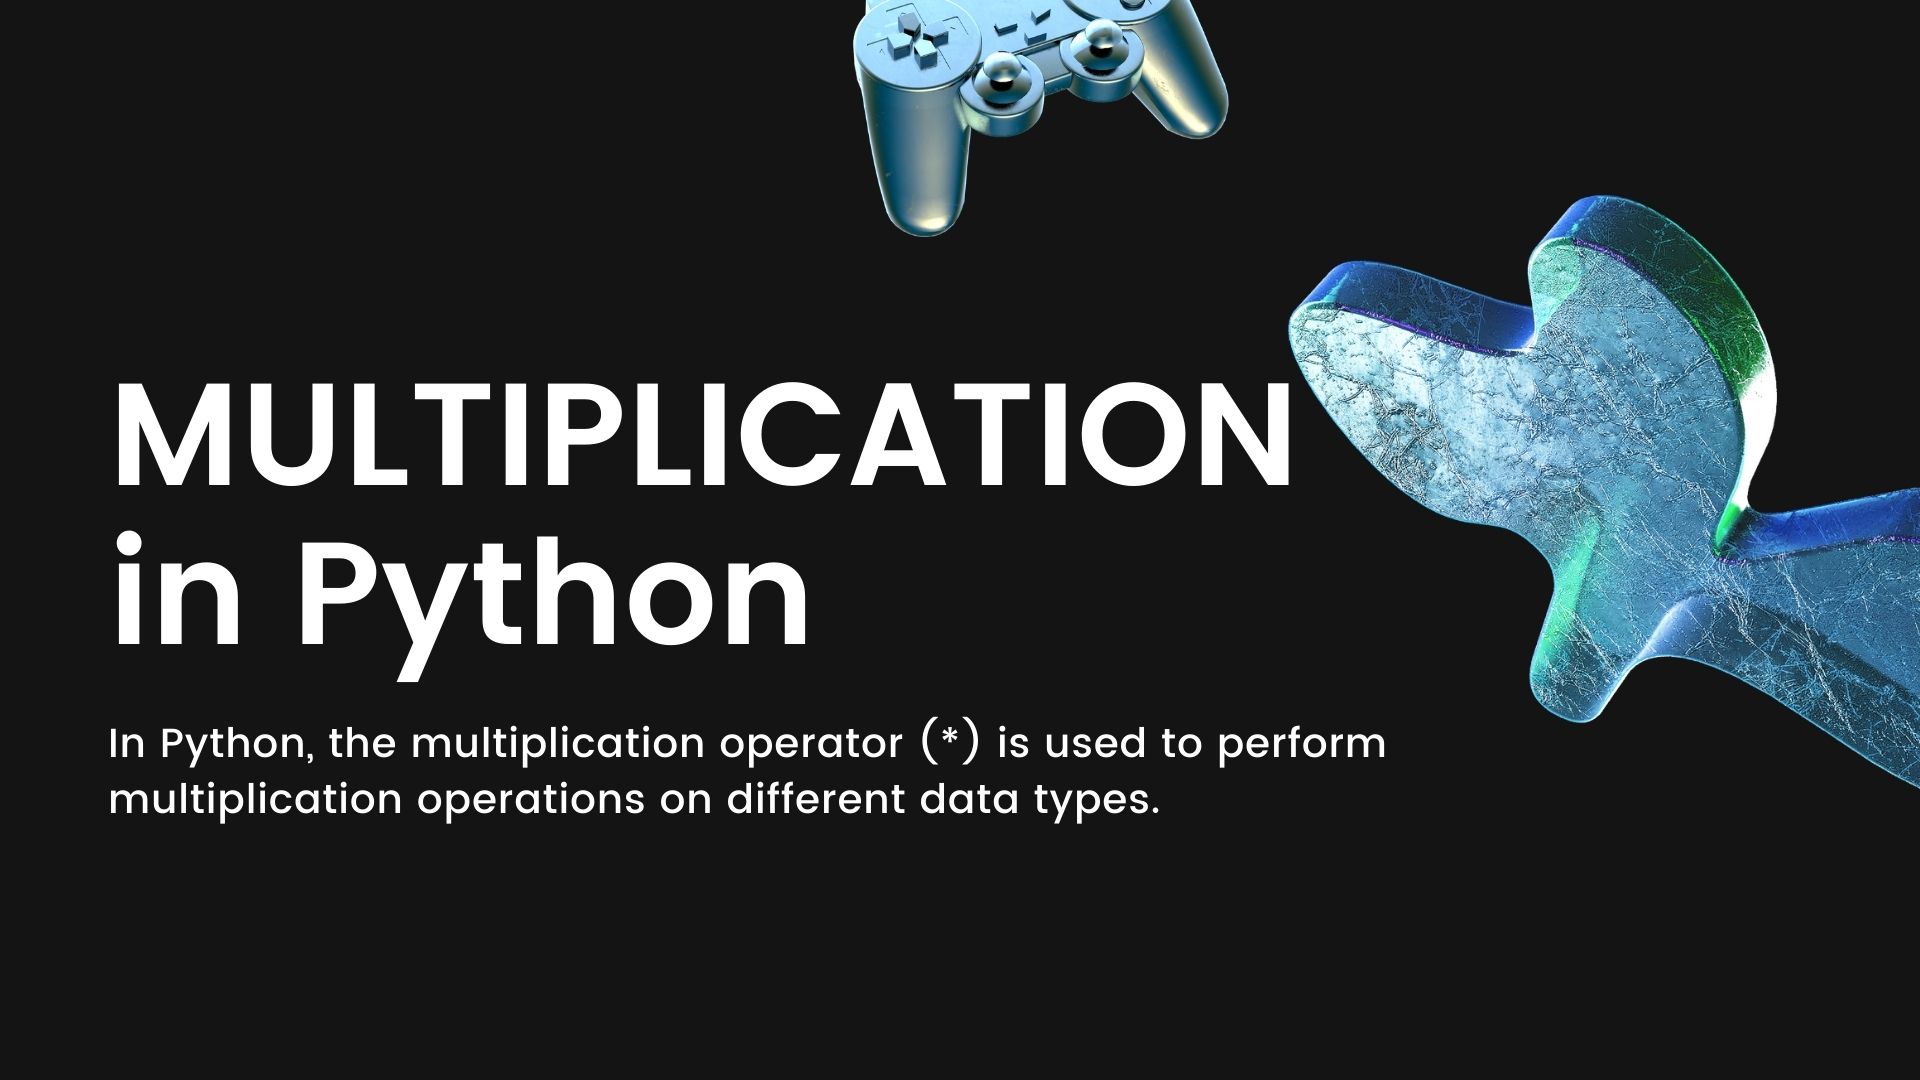 MULTIPLICATION
in Python
In Python, the multiplication operator (*) is used to perform
multiplication operations on different data types.